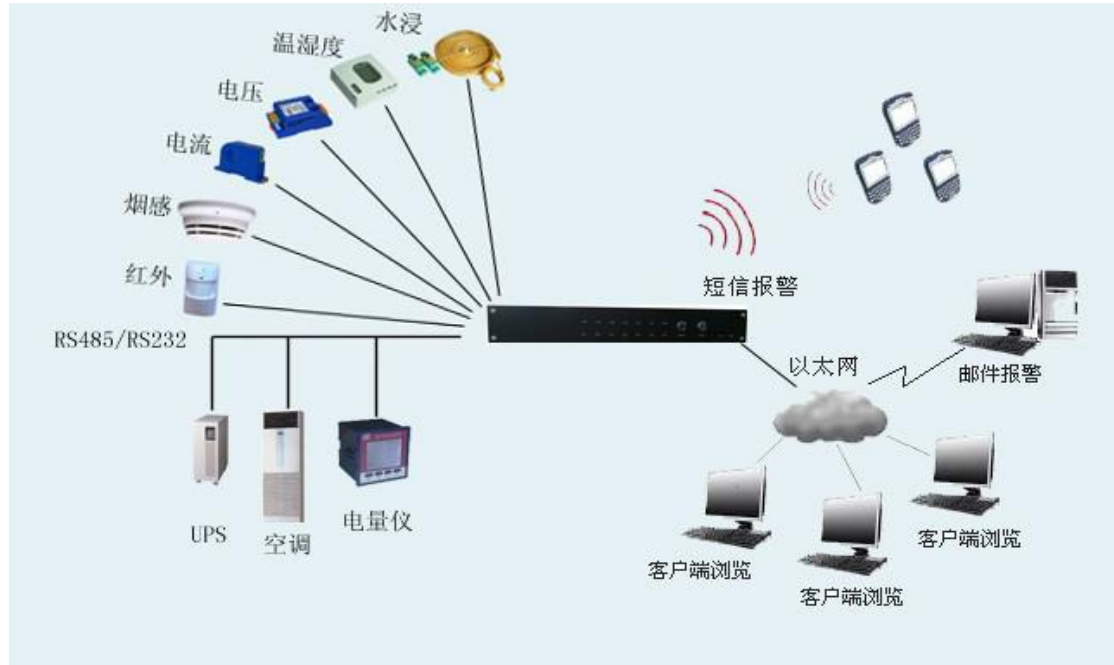 水浸
温湿度
电压
电流
烟感
红外
RS485/RS232
UPS
空调
电量仪
短信报警
以太网
邮件报警
客户端浏览
客户端浏览
客户端浏览